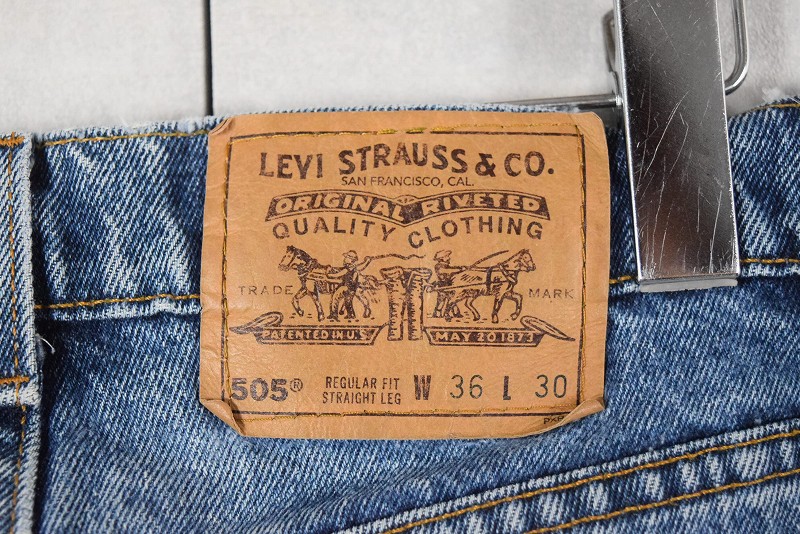 LEVI STRAUSS & CO.
SAN FRANCISCO, CAL.
ORIGINAL RIVETED
QUALITY CLOTHING
TRADE MARK
PATENTED IN U.S. MAY 20 1873
505® REGULAR FIT STRAIGHT LEG W 36 L 30